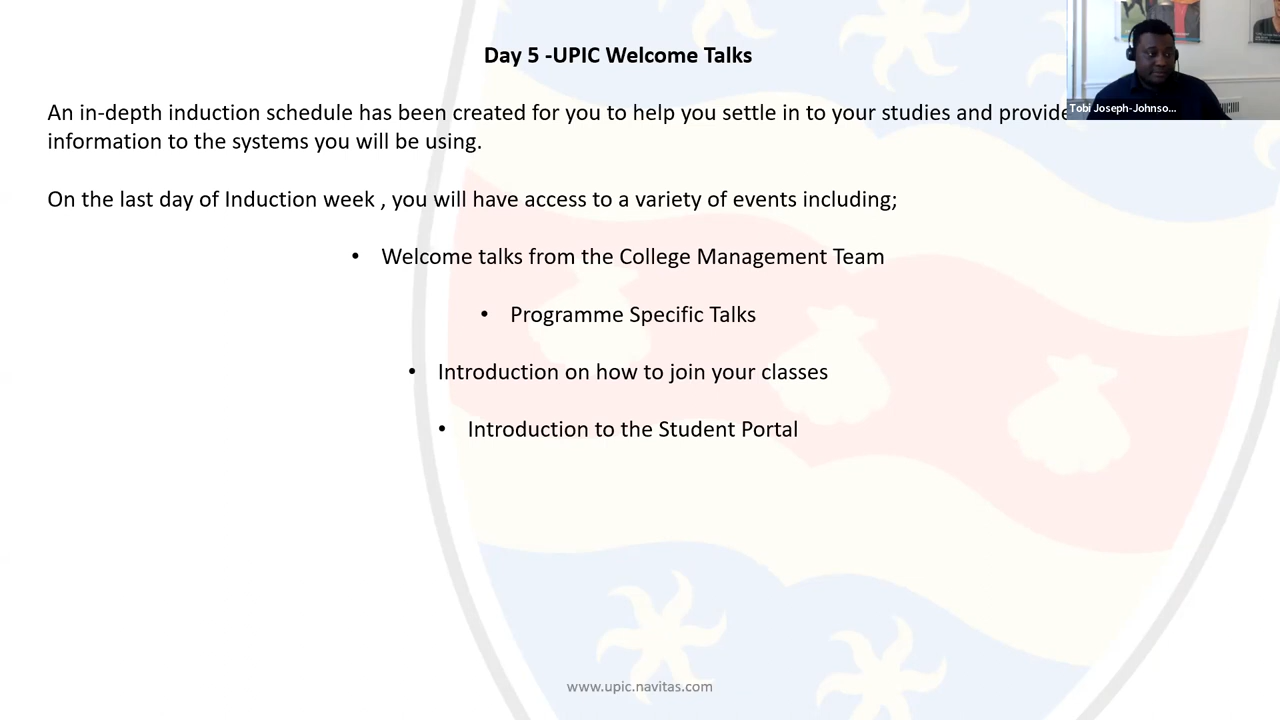 Day 5 -UPIC Welcome Talks
Tobi Joseph-Johnso...
An in-depth induction schedule has been created for you to help you settle in to your studies and provide
information to the systems you will be using.
On the last day of Induction week , you will have access to a variety of events including;
• Welcome talks from the College Management Team
• Programme Specific Talks
• Introduction on how to join your classes
• Introduction to the Student Portal
www.upic.navitas.com